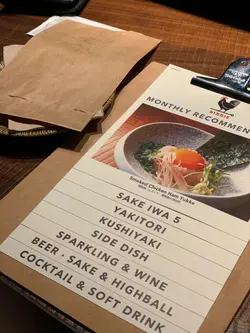 MONTHLY RECOMMEN
Smoked Chicken Ham Yukke
SAKE IWA 5
YAKITORI
KUSHIYAKI
SIDE DISH
SPARKLING & WINE
BEER · SAKE & HIGHBALL
COCKTAIL & SOFT DRINK